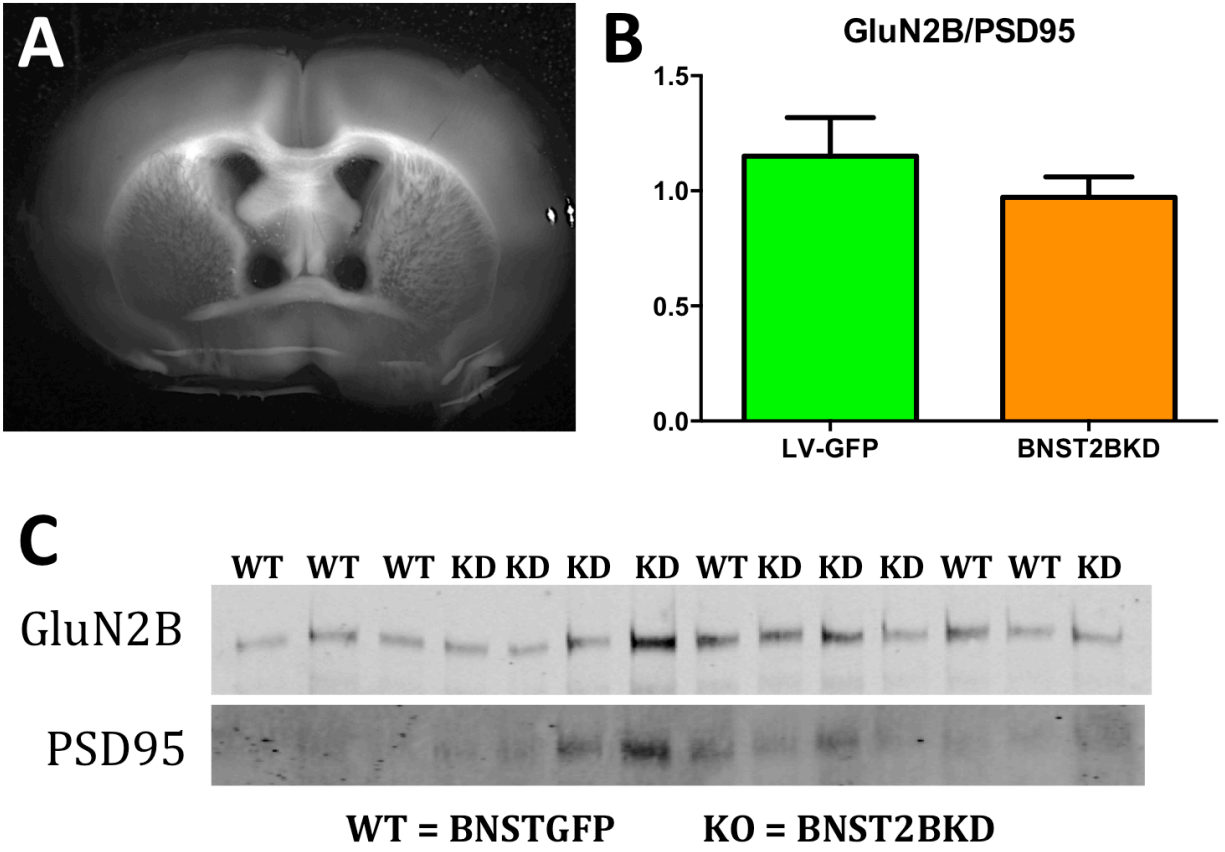 A
B
GluN2B/PSD95
1.5
1.0
0.5
0.0
LV-GFP BNST2BKD
C
WT WT WT KD KD KD KD WT KD KD KD WT WT KD
GluN2B
PSD95
WT = BNSTGFP KO = BNST2BKD